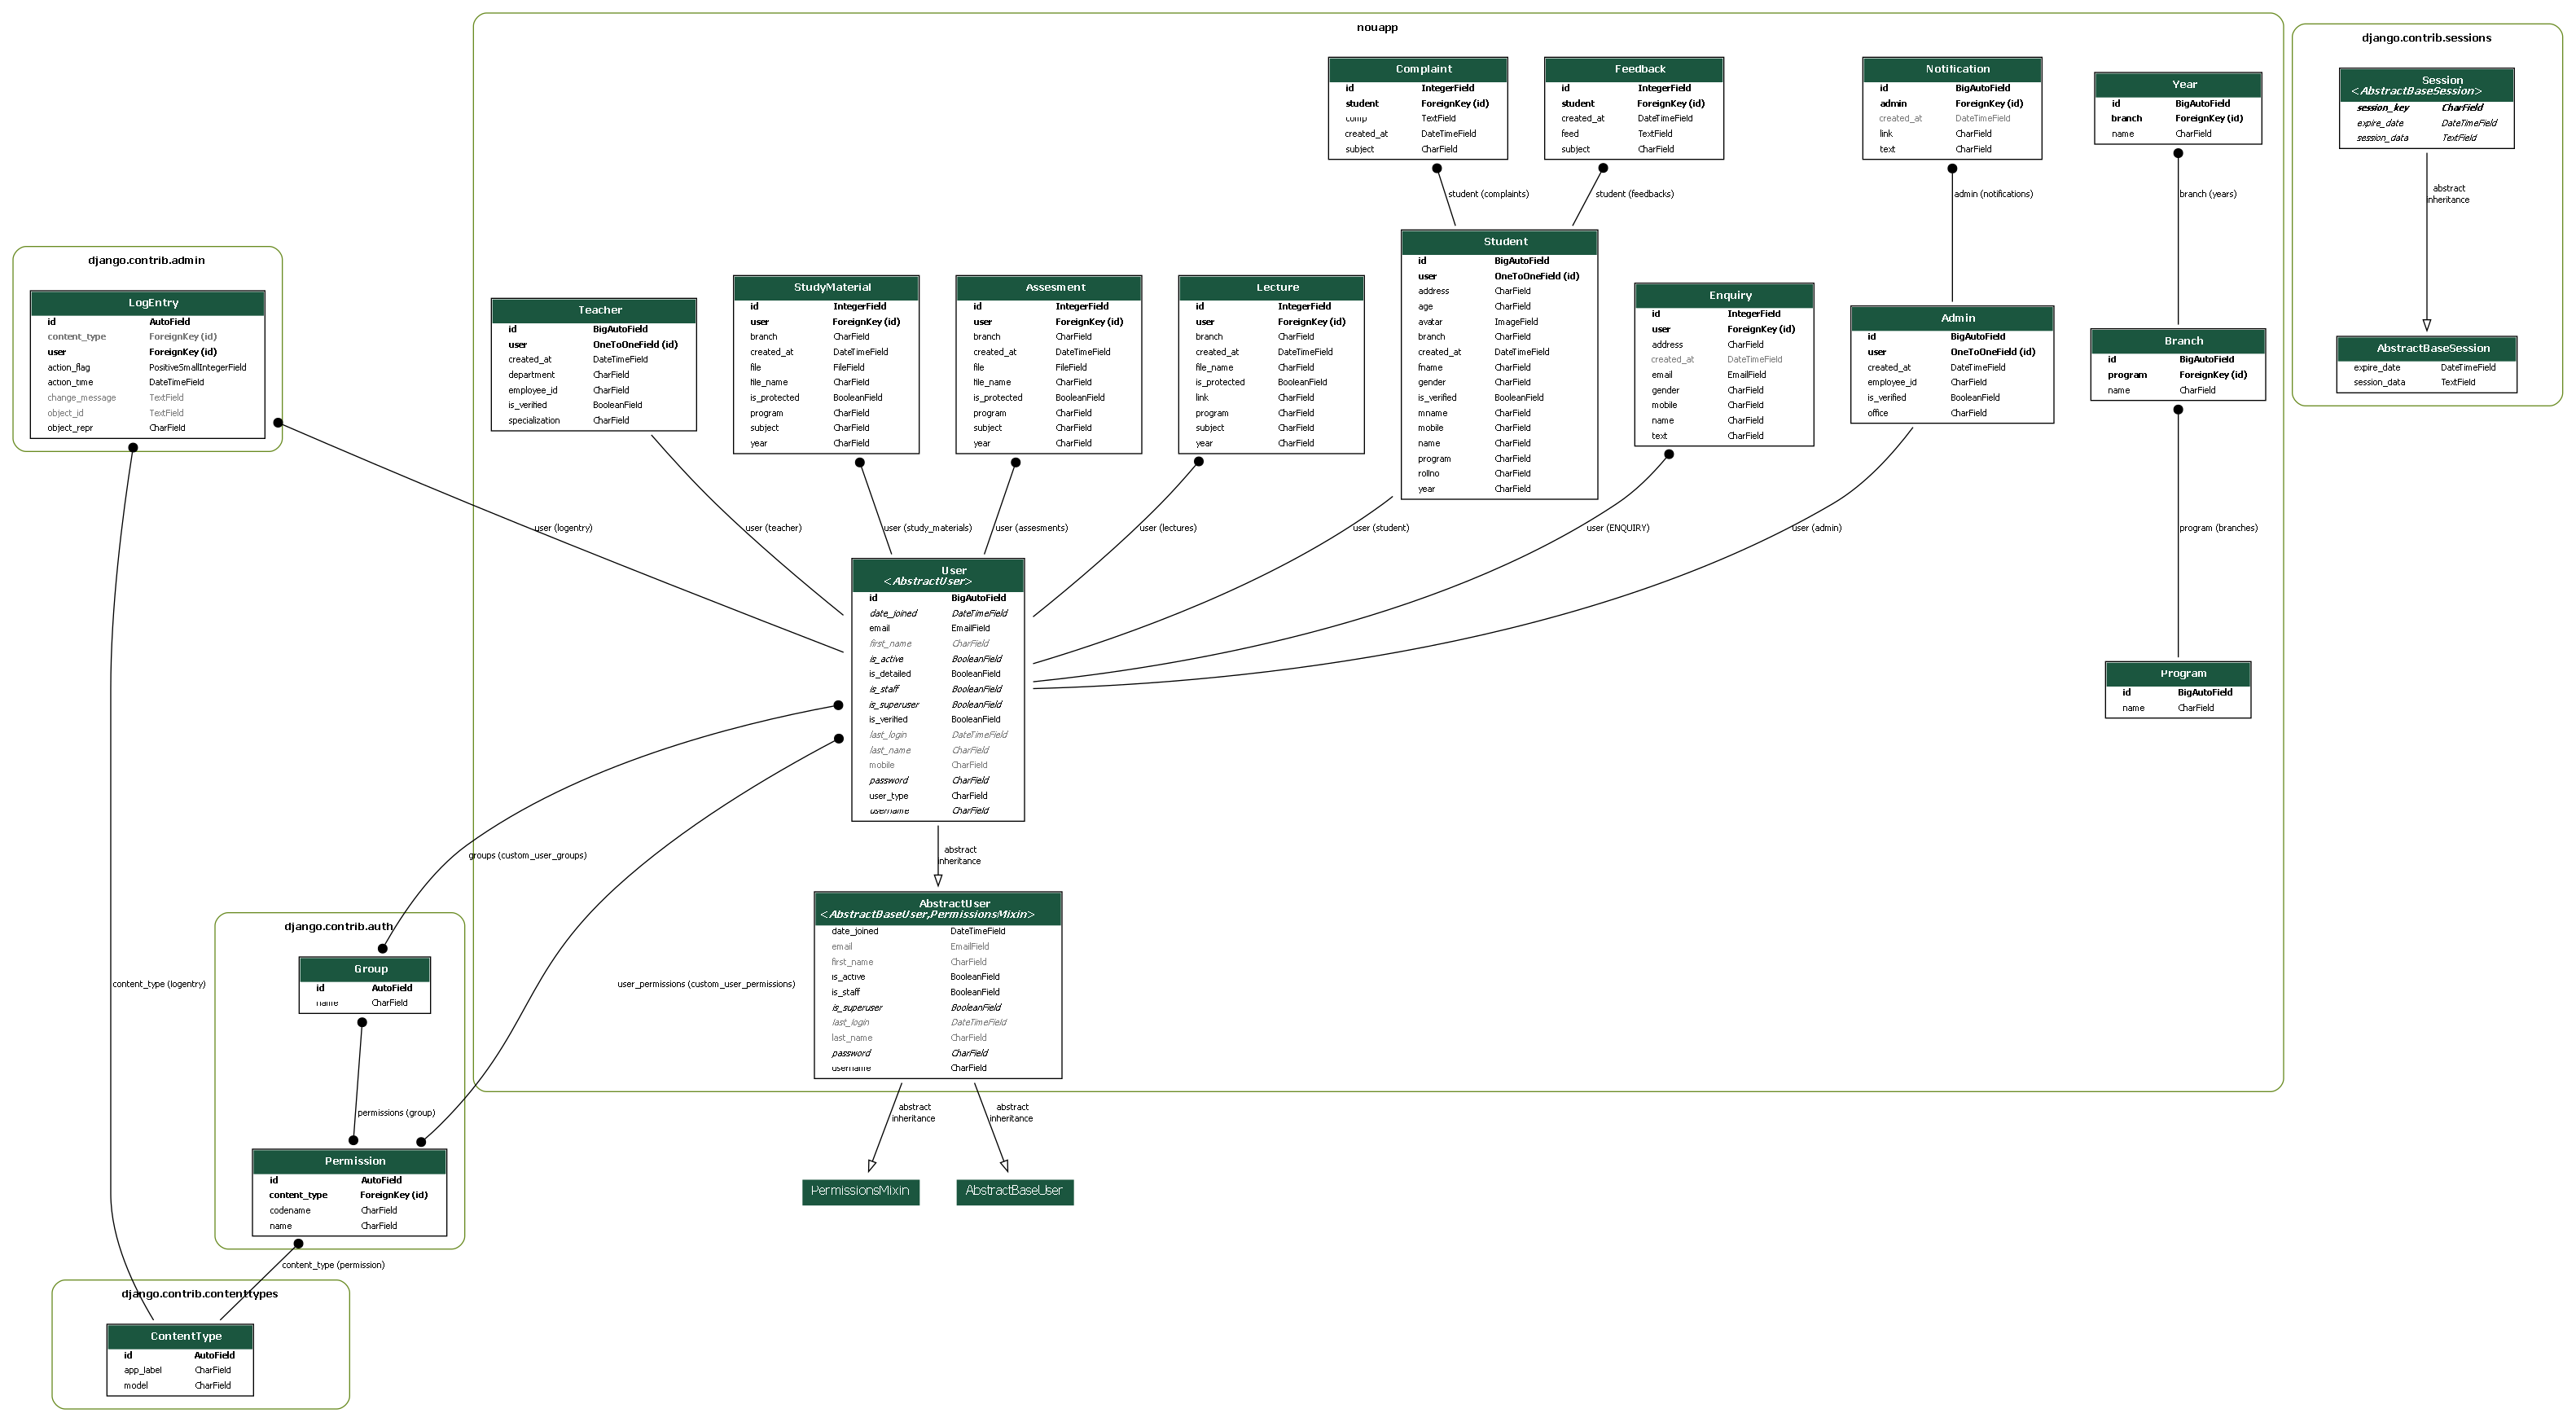 nouapp
django.contrib.sessions
Complaint
id IntegerField
student ForeignKey (id)
comp TextField
created_at DateTimeField
subject CharField
Feedback
id IntegerField
student ForeignKey (id)
created_at DateTimeField
feed TextField
subject CharField
Notification
id BigAutoField
admin ForeignKey (id)
created_at DateTimeField
link CharField
text CharField
Year
id BigAutoField
branch ForeignKey (id)
name CharField
Session
<AbstractBaseSession>
session_key CharField
expire_date DateTimeField
session_data TextField
student (complaints)
student (feedbacks)
admin (notifications)
branch (years)
abstract
inheritance
django.contrib.admin
LogEntry
id AutoField
content_type ForeignKey (id)
user ForeignKey (id)
action_flag PositiveSmallIntegerField
action_time DateTimeField
change_message TextField
object_id TextField
object_repr CharField
Teacher
id BigAutoField
user OneToOneField (id)
created_at DateTimeField
department CharField
employee_id CharField
is_verified BooleanField
specialization CharField
StudyMaterial
id IntegerField
user ForeignKey (id)
branch CharField
created_at DateTimeField
file FileField
file_name CharField
is_protected BooleanField
program CharField
subject CharField
year CharField
Assesment
id IntegerField
user ForeignKey (id)
branch CharField
created_at DateTimeField
file FileField
file_name CharField
is_protected BooleanField
program CharField
subject CharField
year CharField
Lecture
id IntegerField
user ForeignKey (id)
branch CharField
created_at DateTimeField
file_name CharField
is_protected BooleanField
link CharField
program CharField
subject CharField
year CharField
Student
id BigAutoField
user OneToOneField (id)
address CharField
age CharField
avatar ImageField
branch CharField
created_at DateTimeField
fname CharField
gender CharField
is_verified BooleanField
mname CharField
mobile CharField
name CharField
program CharField
rollno CharField
year CharField
Enquiry
id IntegerField
user ForeignKey (id)
address CharField
created_at DateTimeField
email EmailField
gender CharField
mobile CharField
name CharField
text CharField
Admin
id BigAutoField
user OneToOneField (id)
created_at DateTimeField
employee_id CharField
is_verified BooleanField
office CharField
Branch
id BigAutoField
program ForeignKey (id)
name CharField
AbstractBaseSession
expire_date DateTimeField
session_data TextField
user (logentry)
user (teacher)
user (study_materials)
user (assesments)
user (lectures)
user (student)
user (ENQUIRY)
user (admin)
program (branches)
User
<AbstractUser>
id BigAutoField
date_joined DateTimeField
email EmailField
first_name CharField
is_active BooleanField
is_detailed BooleanField
is_staff BooleanField
is_superuser BooleanField
is_verified BooleanField
last_login DateTimeField
last_name CharField
mobile CharField
password CharField
user_type CharField
username CharField
Program
id BigAutoField
name CharField
groups (custom_user_groups)
abstract
inheritance
AbstractUser
<AbstractBaseUser,PermissionsMixin>
date_joined DateTimeField
email EmailField
first_name CharField
is_active BooleanField
is_staff BooleanField
is_superuser BooleanField
last_login DateTimeField
last_name CharField
password CharField
username CharField
django.contrib.auth
Group
id AutoField
name CharField
content_type (logentry)
user_permissions (custom_user_permissions)
permissions (group)
abstract
inheritance
abstract
inheritance
Permission
id AutoField
content_type ForeignKey (id)
codename CharField
name CharField
PermissionsMixin
AbstractBaseUser
content_type (permission)
django.contrib.contenttypes
ContentType
id AutoField
app_label CharField
model CharField